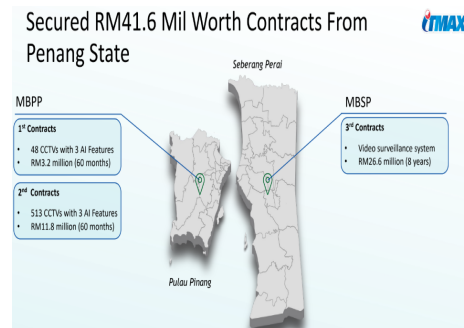 Secured RM41.6 Mil Worth Contracts From
Penang State
iTMAX
Seberang Perai
MBPP
1st Contracts
• 48 CCTVs with 3 AI Features
• RM3.2 million (60 months)
2nd Contracts
• 513 CCTVs with 3 AI Features
• RM11.8 million (60 months)
MBSP
3rd Contracts
• Video surveillance system
• RM26.6 million (8 years)
Pulau Pinang